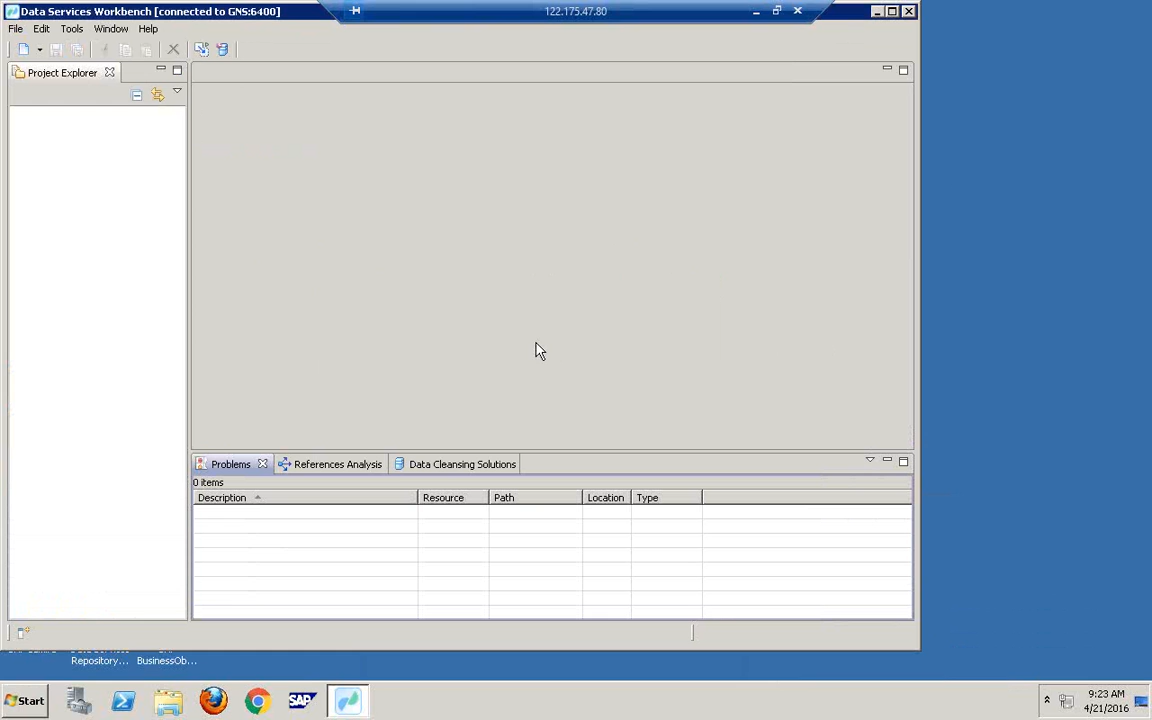 Data Services Workbench [connected to GNS:6400]
122.175.47.80
File Edit Tools Window Help
Project Explorer
Problems References Analysis Data Cleansing Solutions
0 items
Description Resource Path Location Type
Repository... BusinessOb...
Start SAP 9:23 AM
4/21/2016